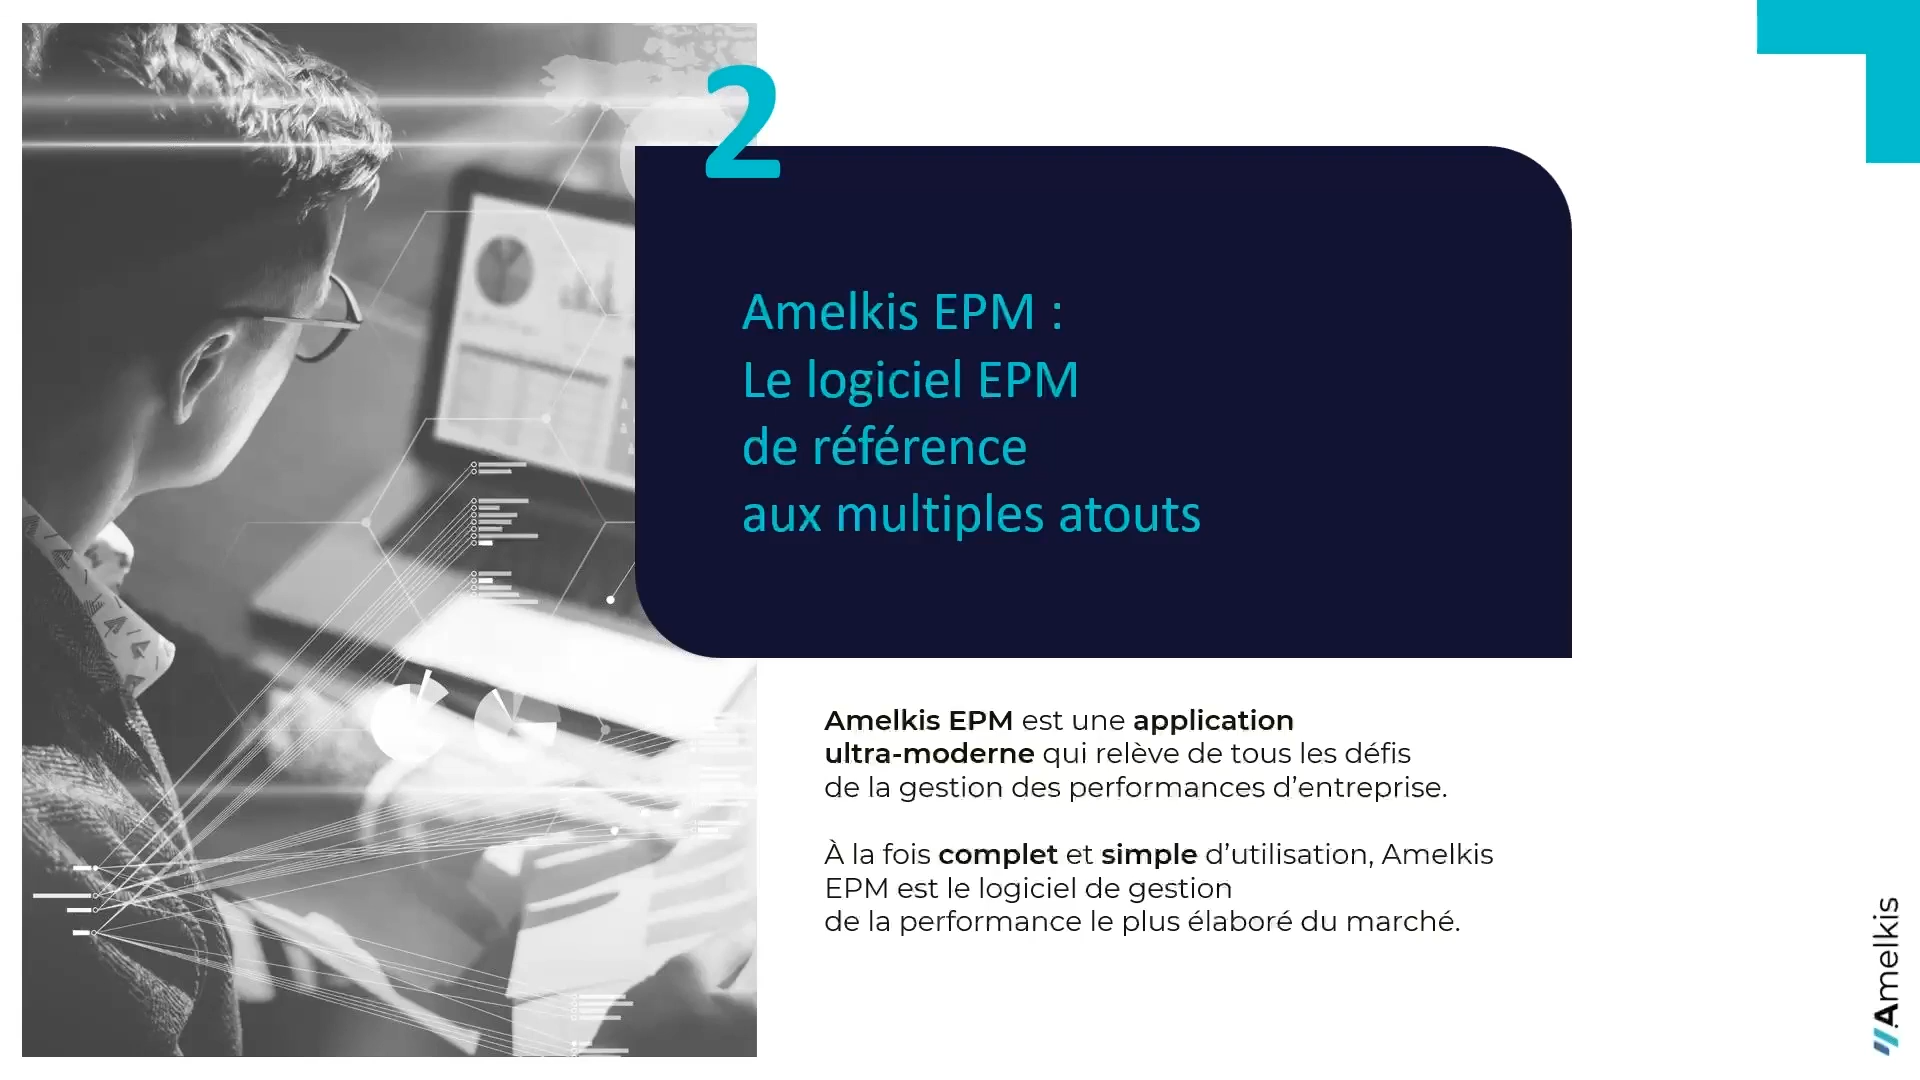 2
Amelkis EPM :
Le logiciel EPM
de référence
aux multiples atouts
Amelkis EPM est une application
ultra-moderne qui relève de tous les défis
de la gestion des performances d’entreprise.
À la fois complet et simple d’utilisation, Amelkis
EPM est le logiciel de gestion
de la performance le plus élaboré du marché.
Amelkis